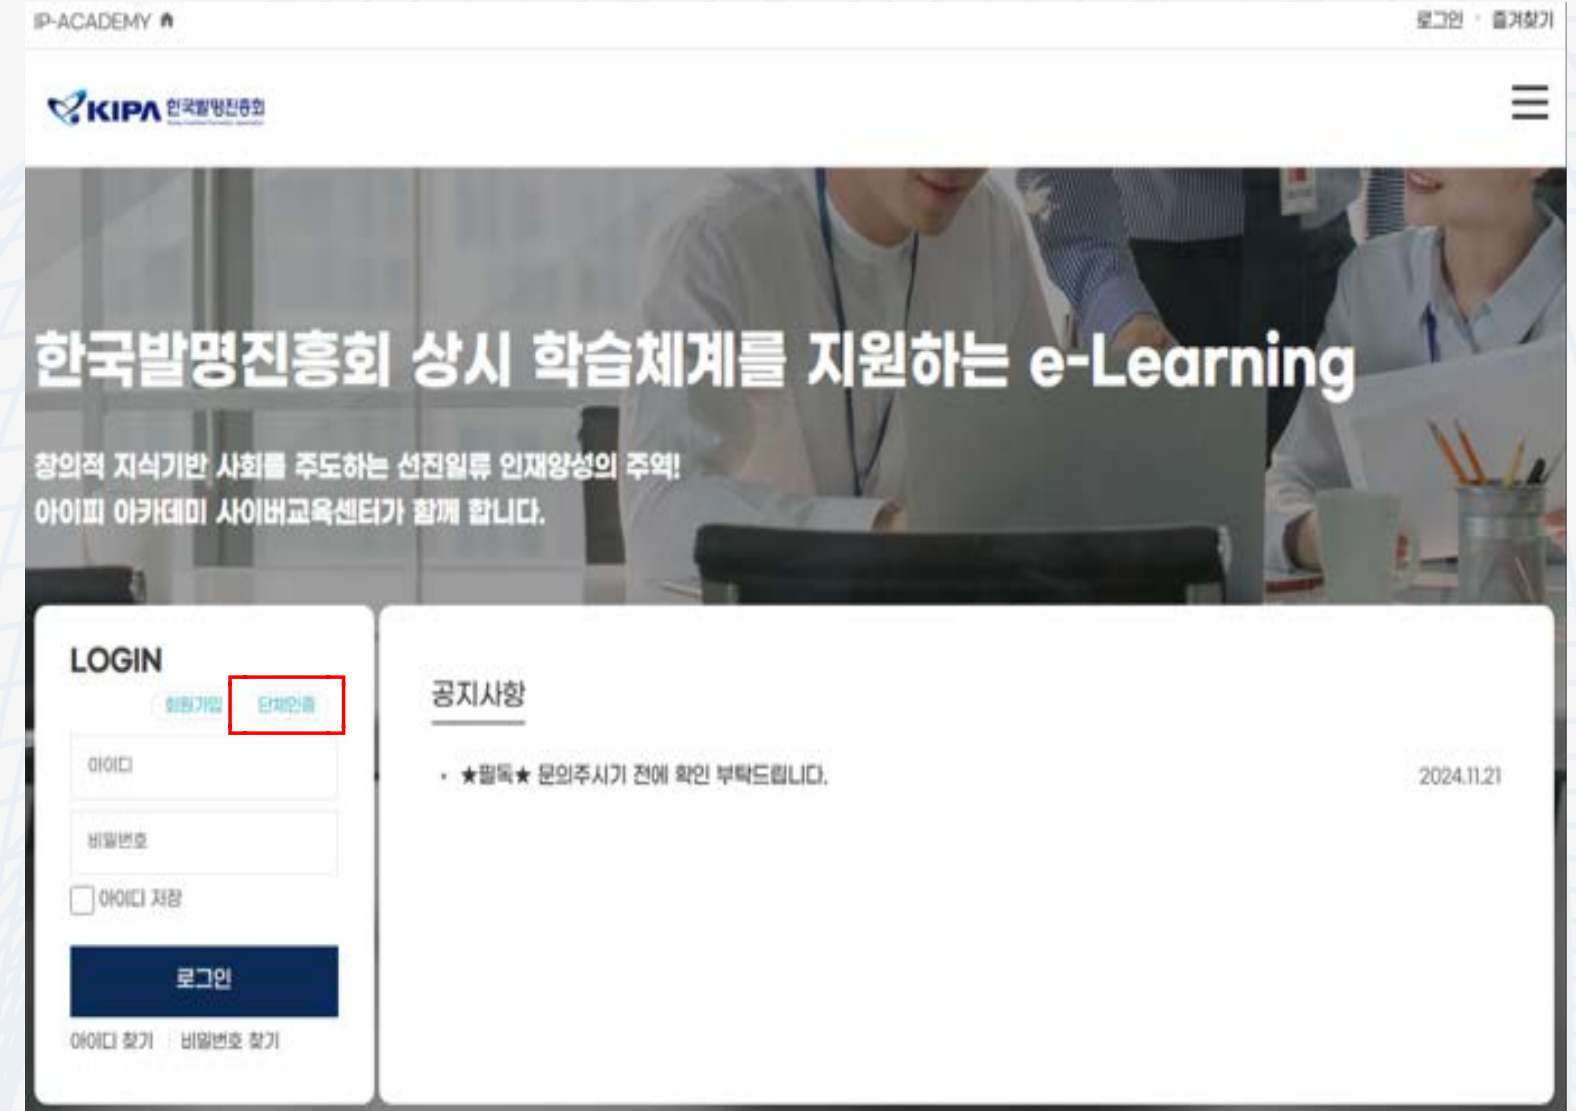 IP-ACADEMY
로그인 즐겨찾기
KIPA 한국발명진흥회
한국발명진흥회 상시 학습체계를 지원하는 e-Learning
창의적 지식기반 사회를 주도하는 선진일류 인재양성의 주역!
아이피 아카데미 사이버교육센터가 함께 합니다.
LOGIN
회원가입 단체인증
아이디
비밀번호
아이디 저장
로그인
아이디 찾기 비밀번호 찾기
공지사항
• ★필독★ 문의주시기 전에 확인 부탁드립니다. 2024.11.21